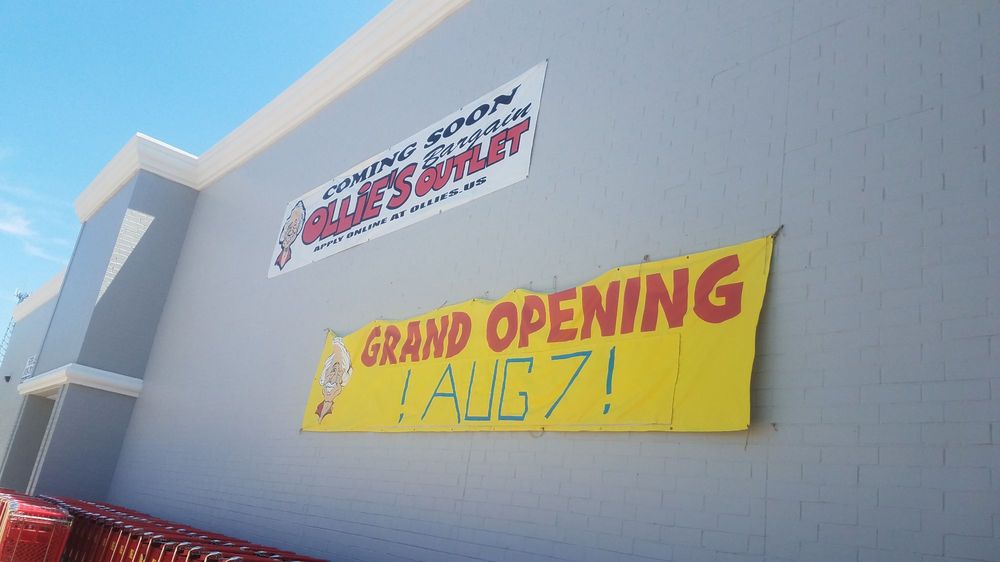 COMING SOON
OLLIE'S Bargain OUTLET
APPLY ONLINE AT OLLIES.US
GRAND OPENING
! AUG 7 !